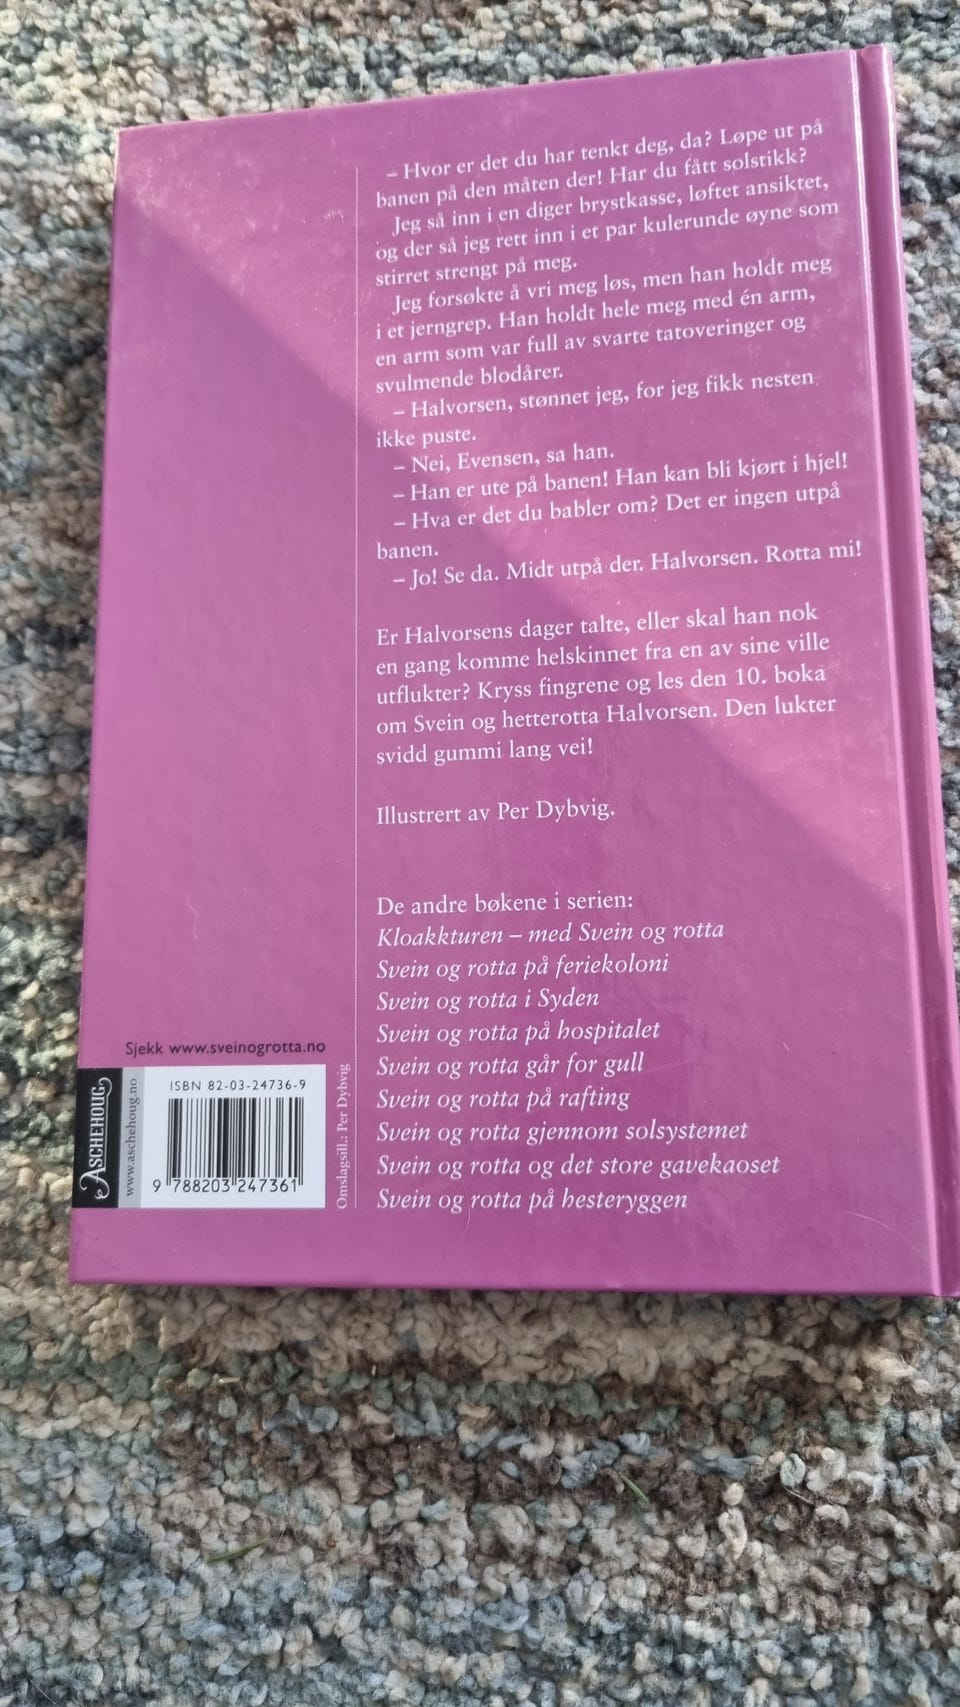 – Hvor er det du har tenkt deg, da? Løpe ut på
banen på den måten der! Har du fått solstikk?
Jeg så inn i en diger brystkasse, løftet ansiktet,
og der så jeg rett inn i et par kulerunde øyne som
stirret strengt på meg.
Jeg forsøkte å vri meg løs, men han holdt meg
i et jerngrep. Han holdt hele meg med én arm,
en arm som var full av svarte tatoveringer og
svulmende blodårer.
– Halvorsen, stønnet jeg, for jeg fikk nesten
ikke puste.
– Nei, Evensen, sa han.
– Han er ute på banen! Han kan bli kjørt i hjel!
– Hva er det du babler om? Det er ingen utpå
banen.
– Jo! Se da. Midt utpå der. Halvorsen. Rotta mi!
Er Halvorsens dager talte, eller skal han nok
en gang komme helskinnet fra en av sine ville
utflukter? Kryss fingrene og les den 10. boka
om Svein og hetterotta Halvorsen. Den lukter
svidd gummi lang vei!
Illustrert av Per Dybvig.
De andre bøkene i serien:
Kloakkturen – med Svein og rotta
Svein og rotta på feriekoloni
Svein og rotta i Syden
Svein og rotta på hospitalet
Svein og rotta går for gull
Svein og rotta på rafting
Svein og rotta gjennom solsystemet
Svein og rotta og det store gavekaoset
Svein og rotta på hesteryggen
Sjekk www.sveinogrotta.no
ASCHEHOUG
www.aschehoug.no
ISBN 82-03-24736-9
9 788203 247361
Omslagsill.: Per Dybvig